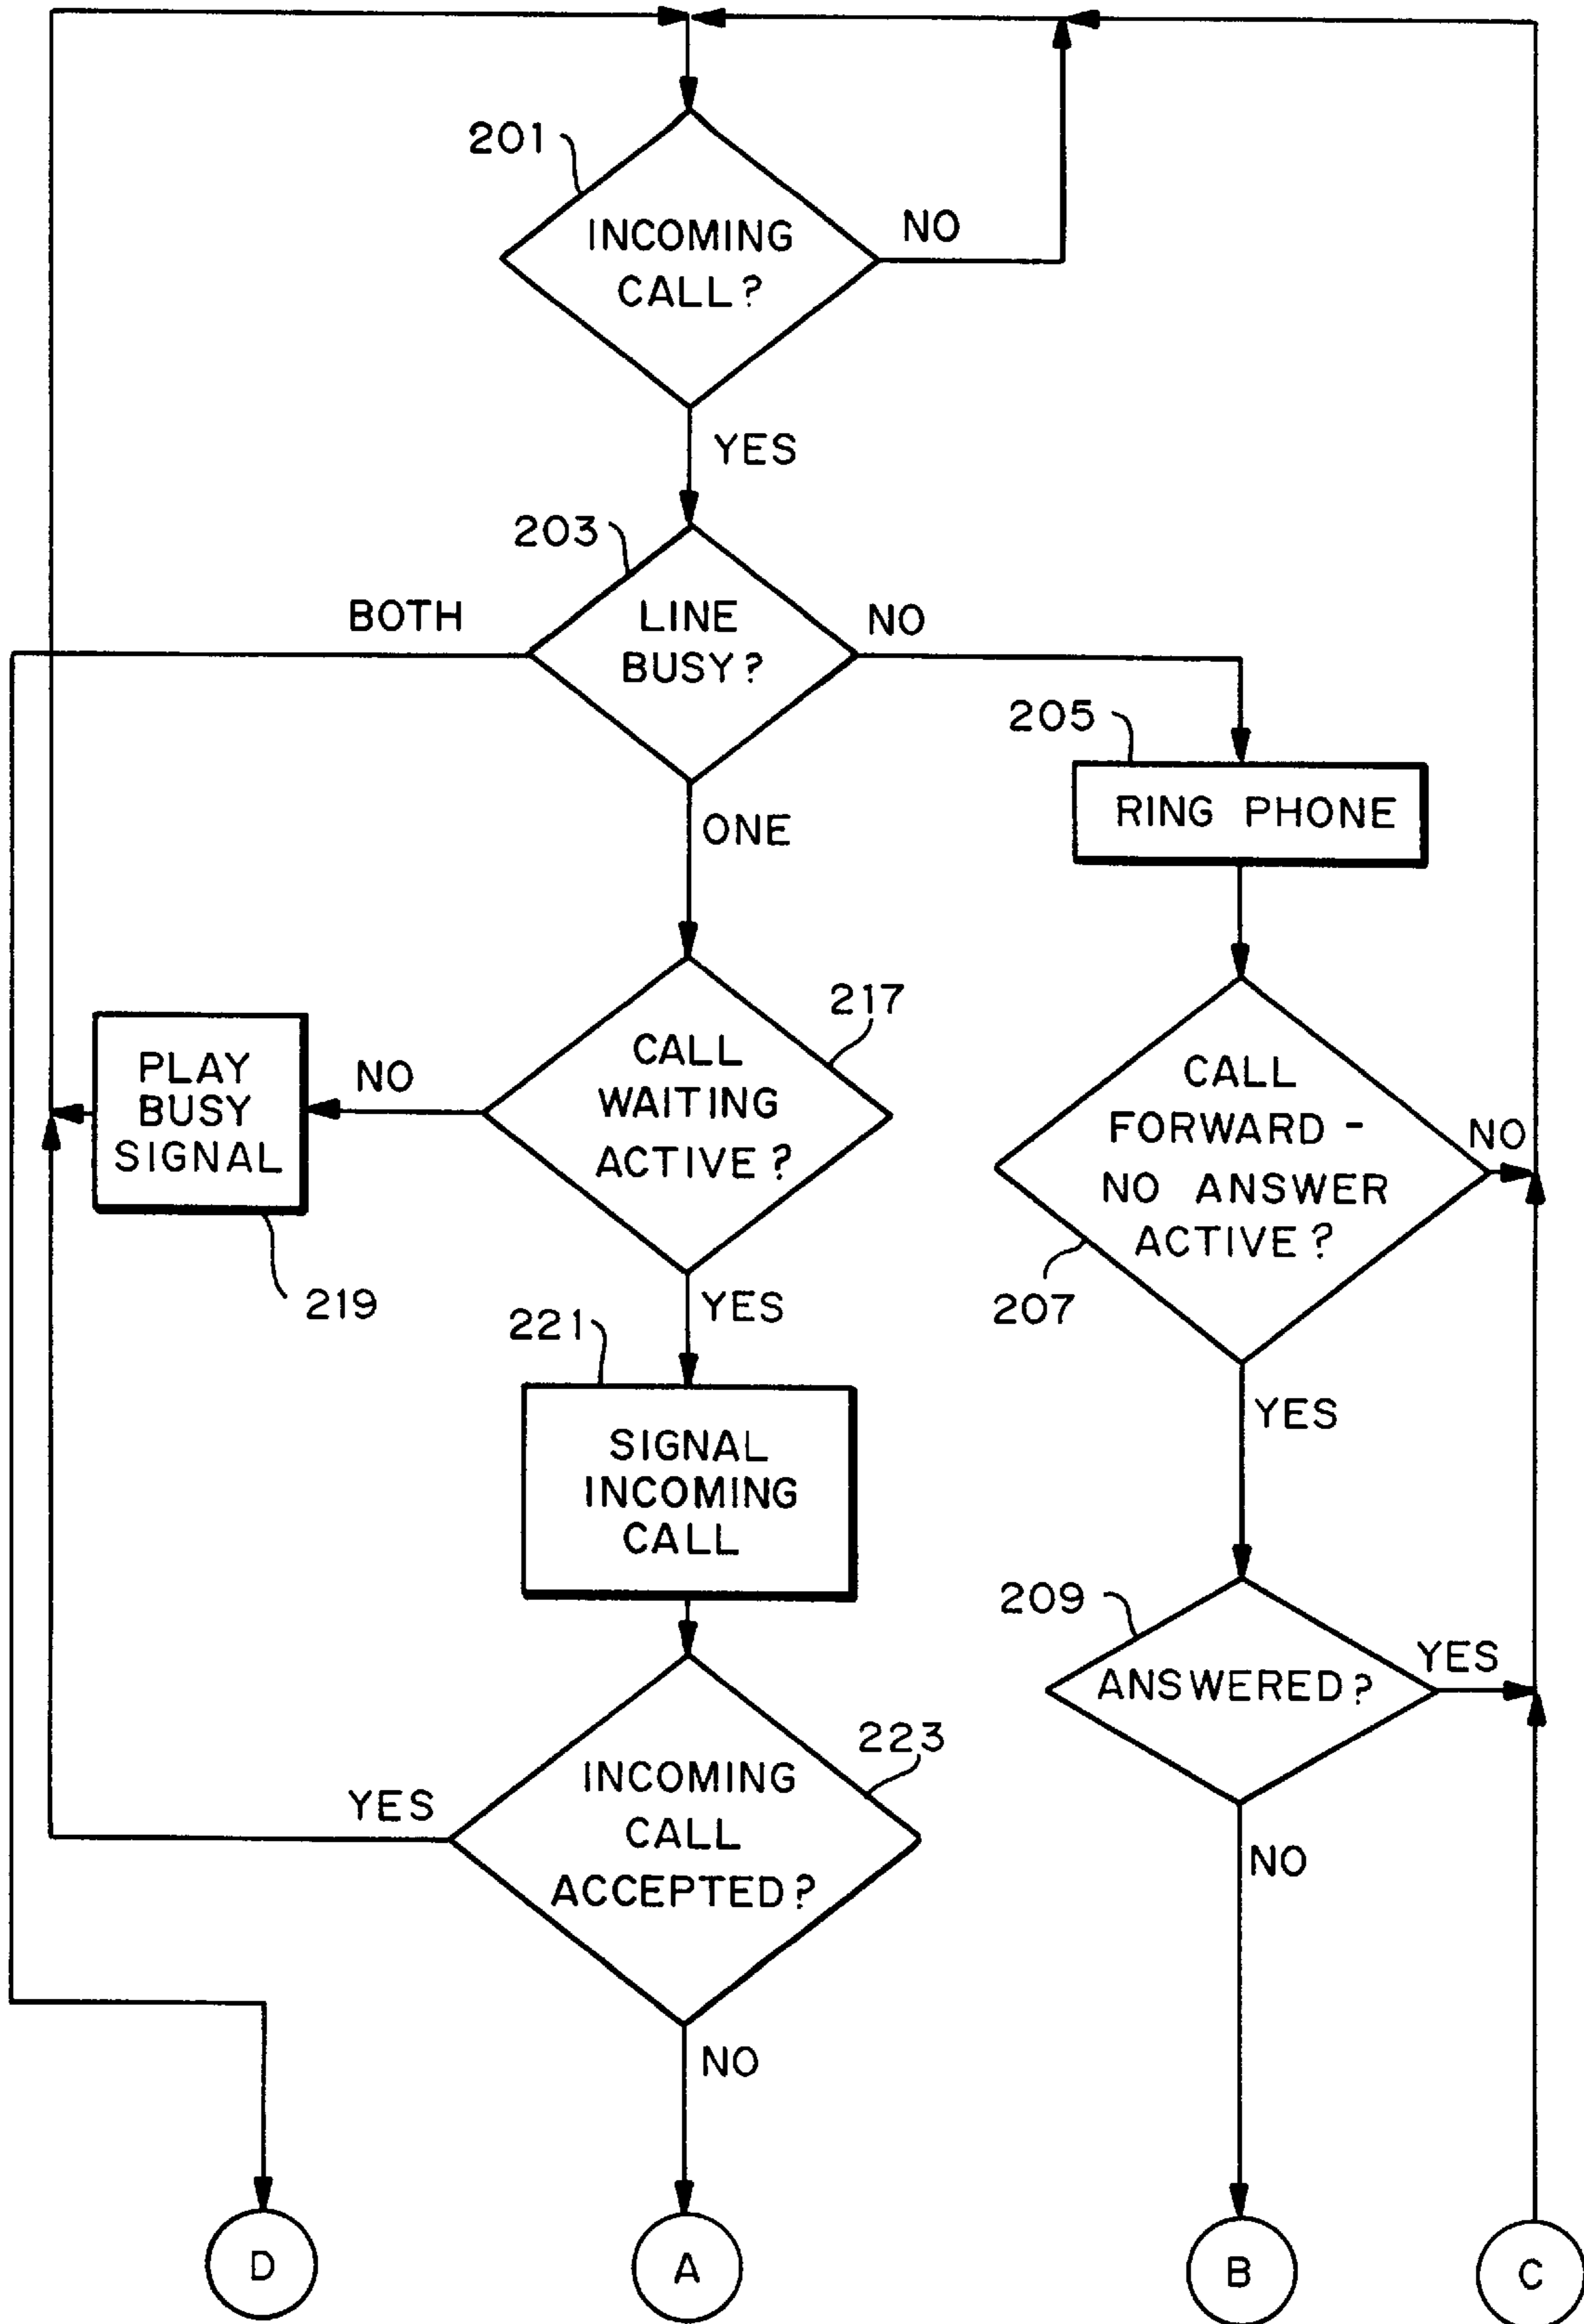 201
INCOMING
CALL?
NO
YES
203
BOTH
LINE
BUSY?
NO
205
RING PHONE
ONE
217
CALL
WAITING
ACTIVE?
NO
PLAY
BUSY
SIGNAL
219
CALL
FORWARD -
NO ANSWER
ACTIVE?
NO
207
YES
221
YES
SIGNAL
INCOMING
CALL
209
ANSWERED?
YES
223
INCOMING
CALL
ACCEPTED?
YES
NO
NO
D
A
B
C